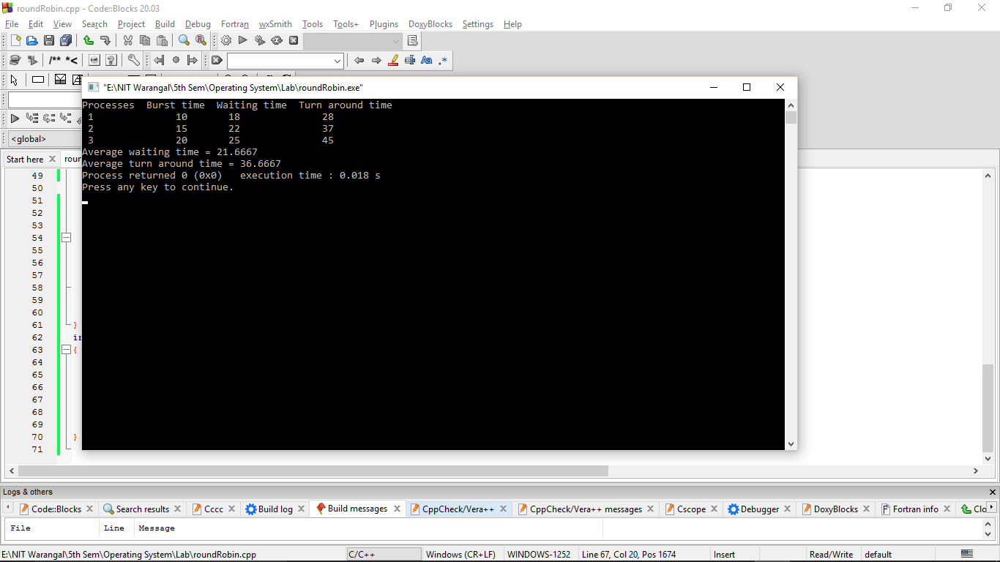 roundRobin.cpp - Code::Blocks 20.03
File Edit View Search Project Build Debug Fortran wxSmith Tools Tools+ Plugins DoxyBlocks Settings Help
/** *<
Aa .*
"E:\NIT Warangal\5th Sem\Operating System\Lab\roundRobin.exe"
Processes Burst time Waiting time Turn around time
1 10 18 28
2 15 22 37
3 20 25 45
Average waiting time = 21.6667
Average turn around time = 36.6667
Process returned 0 (0x0) execution time : 0.018 s
Press any key to continue.
<global>
Start here
49
50
51
52
53
54
55
56
57
58
59
60
61 }
62
63 {
64
65
66
67
68
69
70 }
71
Logs & others
Code::Blocks Search results Cccc Build log Build messages CppCheck/Vera++ CppCheck/Vera++ messages Cscope Debugger DoxyBlocks Fortran info Clo
File Line Message
E:\NIT Warangal\5th Sem\Operating System\Lab\roundRobin.cpp C/C++ Windows (CR+LF) WINDOWS-1252 Line 67, Col 20, Pos 1674 Insert Read/Write default